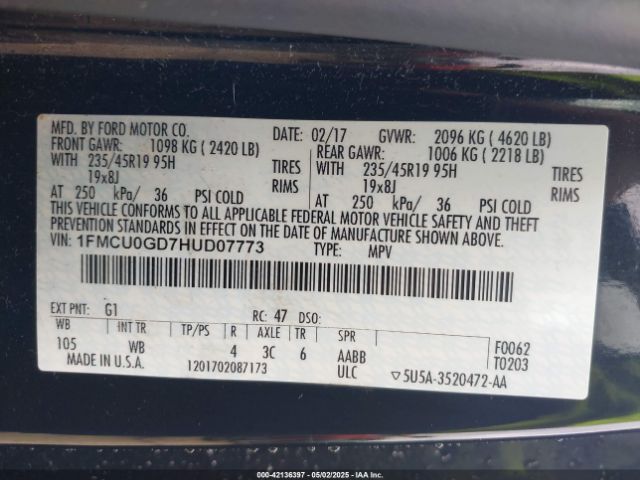 MFD. BY FORD MOTOR CO. DATE: 02/17 GVWR: 2096 KG ( 4620 LB)
FRONT GAWR: 1098 KG ( 2420 LB) REAR GAWR: 1006 KG ( 2218 LB)
WITH 235/45R19 95H TIRES WITH 235/45R19 95H TIRES
19x8J RIMS 19x8J RIMS
AT 250 kPa/ 36 PSI COLD AT 250 kPa/ 36 PSI COLD
THIS VEHICLE CONFORMS TO ALL APPLICABLE FEDERAL MOTOR VEHICLE SAFETY AND THEFT
PREVENTION STANDARDS IN EFFECT ON THE DATE OF MANUFACTURE SHOWN ABOVE.
VIN: 1FMCU0GD7HUD07773 TYPE: MPV
EXT PNT: G1 RC: 47 DSO:
WB INT TR TP/PS R AXLE TR SPR F0062
105 WB 4 3C 6 AABB T0203
MADE IN U.S.A. 1201702087173 ULC ▽5U5A-3520472-AA
000-42136397 - 05/02/2025 - IAA Inc.